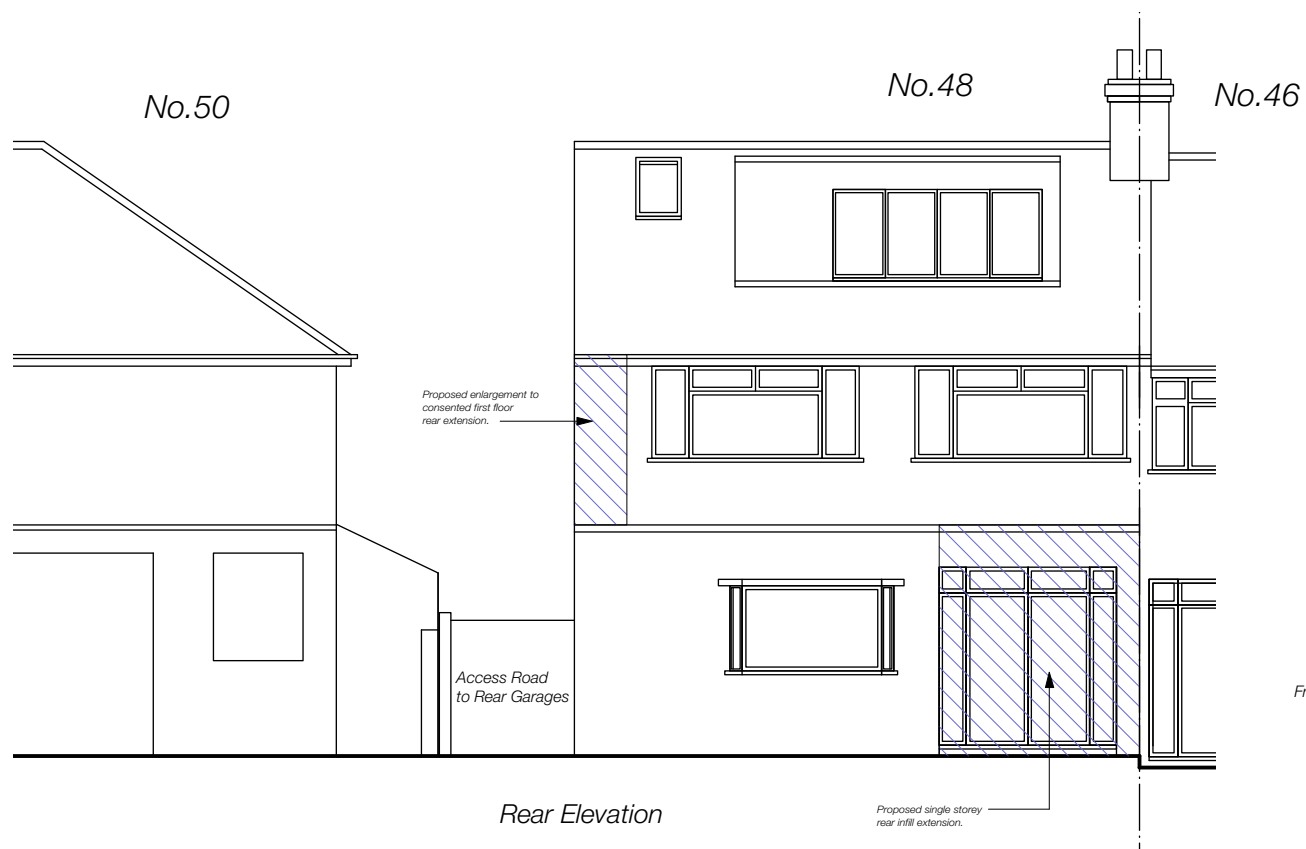 No.50
No.48
No.46
Proposed enlargement to
consented first floor
rear extension.
Access Road
to Rear Garages
Fr
Rear Elevation
Proposed single storey
rear infill extension.